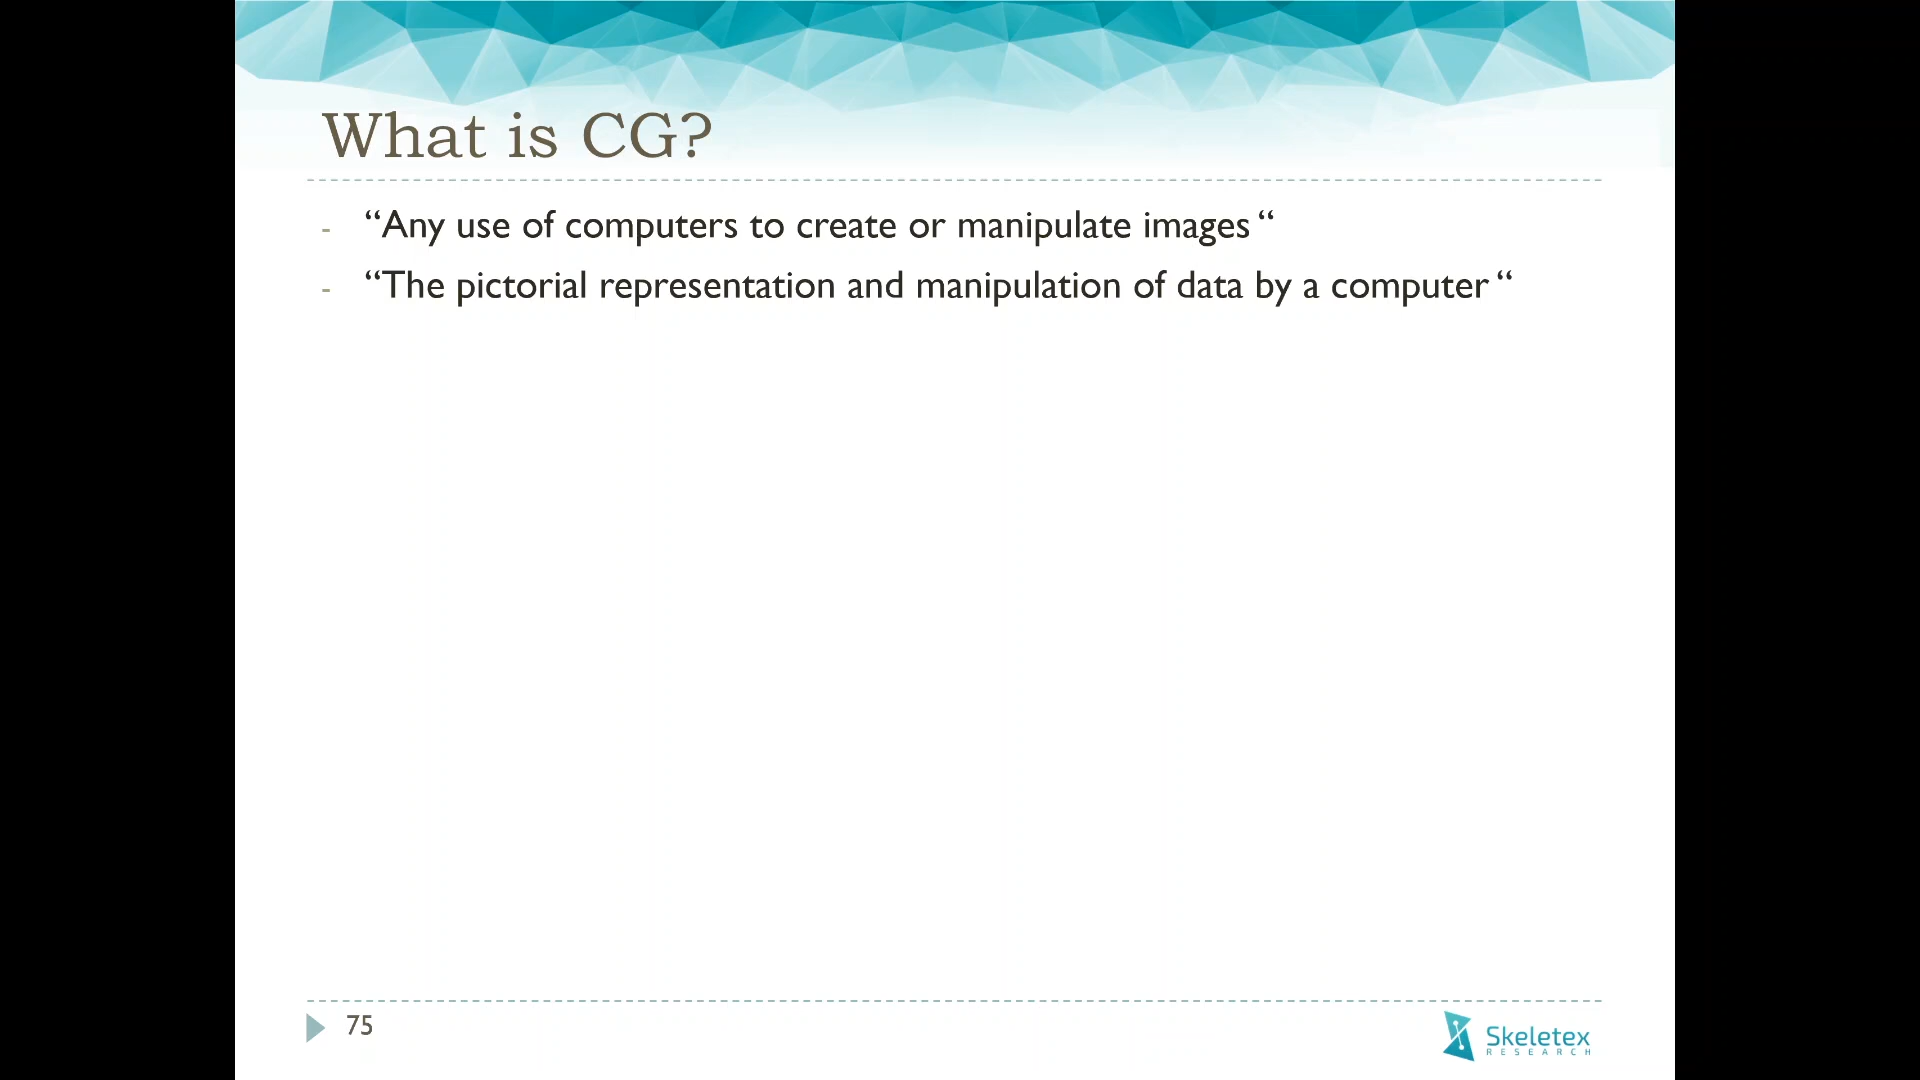 What is CG?
- “Any use of computers to create or manipulate images “
- “The pictorial representation and manipulation of data by a computer “
75
Skeletex
RESEARCH